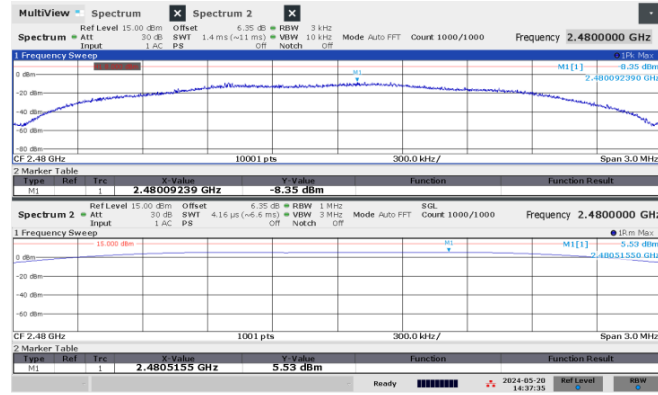 MultiView Spectrum Spectrum 2
Ref Level 15.00 dBm Offset 6.35 dB RBW 3 kHz
Spectrum Att 30 dB SWT 1.4 ms (~11 ms) VBW 10 kHz Mode Auto FFT Count 1000/1000 Frequency 2.4800000 GHz
Input 1 AC PS Off Notch Off
1 Frequency Sweep 1Pk Max
M1[1] -8.35 dBm
2.480092390 GHz
M1
0 dBm
-20 dBm
-40 dBm
-60 dBm
-80 dBm
CF 2.48 GHz 10001 pts 300.0 kHz/ Span 3.0 MHz
2 Marker Table
Type Ref Trc X-Value Y-Value Function Function Result
M1 1 2.48009239 GHz -8.35 dBm
RefLevel 15.00 dBm Offset 6.35 dB RBW 1 MHz SGL
Spectrum 2 Att 30 dB SWT 4.16 µs (~6.6 ms) VBW 3 MHz Mode Auto FFT Count 1000/1000 Frequency 2.4800000 GHz
Input 1 AC PS Off Notch Off
1 Frequency Sweep 1Rm Max
15.000 dBm M1 M1[1] 5.53 dBm
2.48051550 GHz
0 dBm
-20 dBm
-40 dBm
-60 dBm
CF 2.48 GHz 1001 pts 300.0 kHz/ Span 3.0 MHz
2 Marker Table
Type Ref Trc X-Value Y-Value Function Function Result
M1 1 2.4805155 GHz 5.53 dBm
Ready 2024-05-20 Ref Level RBW
14:37:35